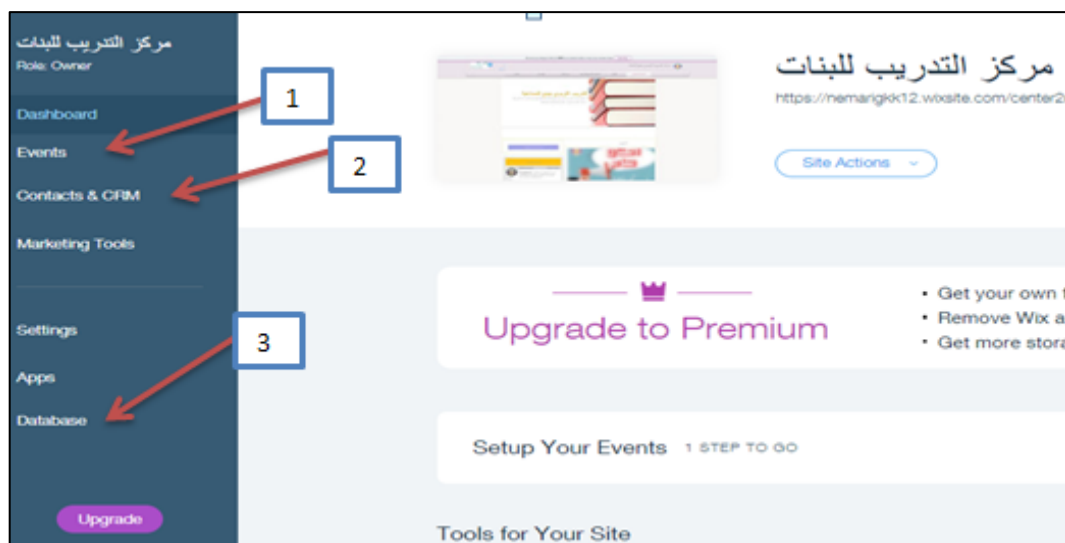 مركز التدريب للبنات
Role: Owner
Dashboard
Events
Contacts & CRM
Marketing Tools
Settings
Apps
Database
Upgrade
1
2
3
مركز التدريب للبنات
https://nemarigkk12.wixsite.com/center2
Site Actions
Upgrade to Premium
• Get your own f
• Remove Wix a
• Get more stora
Setup Your Events 1 STEP TO GO
Tools for Your Site